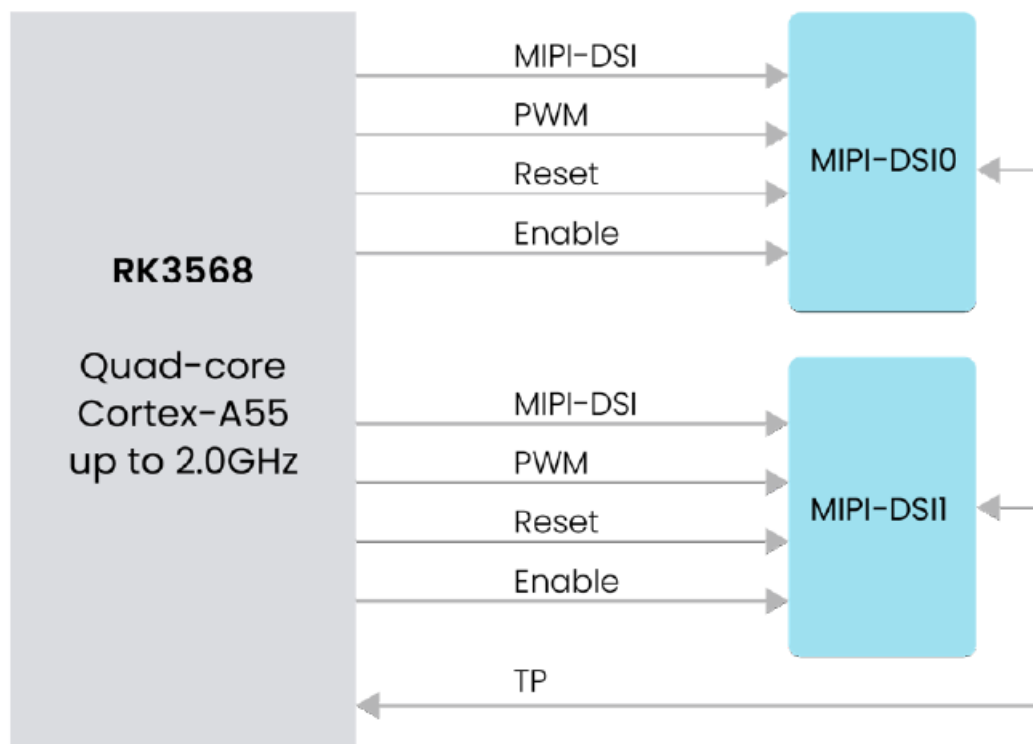 RK3568
Quad-core
Cortex-A55
up to 2.0GHz
MIPI-DSI
PWM
Reset
Enable
MIPI-DSI0
MIPI-DSI
PWM
Reset
Enable
MIPI-DSI1
TP